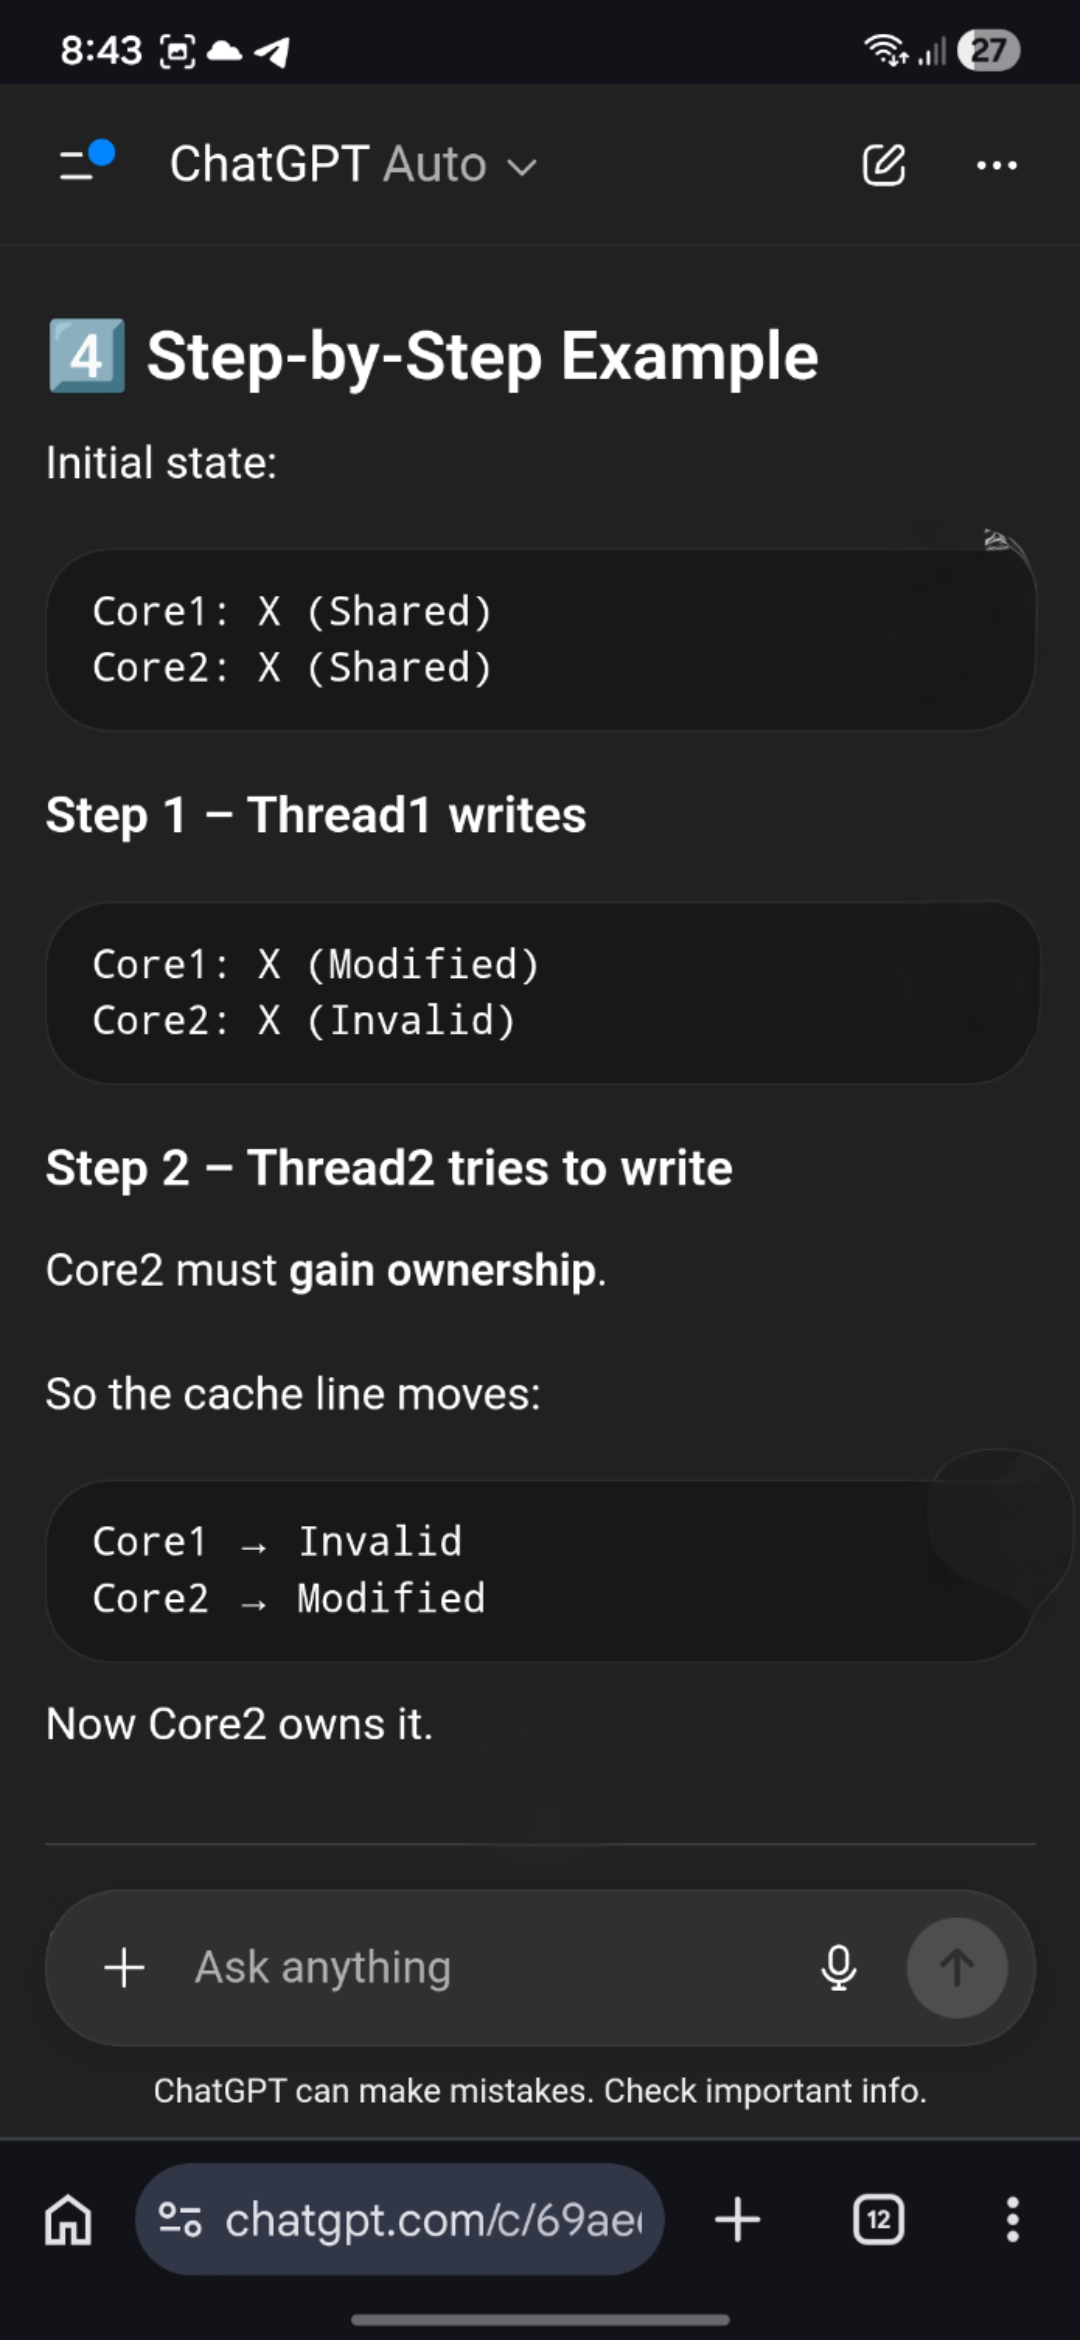 8:43
27
ChatGPT Auto
4 Step-by-Step Example
Initial state:
Core1: X (Shared)
Core2: X (Shared)
Step 1 – Thread1 writes
Core1: X (Modified)
Core2: X (Invalid)
Step 2 – Thread2 tries to write
Core2 must gain ownership.
So the cache line moves:
Core1 → Invalid
Core2 → Modified
Now Core2 owns it.
Ask anything
ChatGPT can make mistakes. Check important info.
chatgpt.com/c/69ae
12